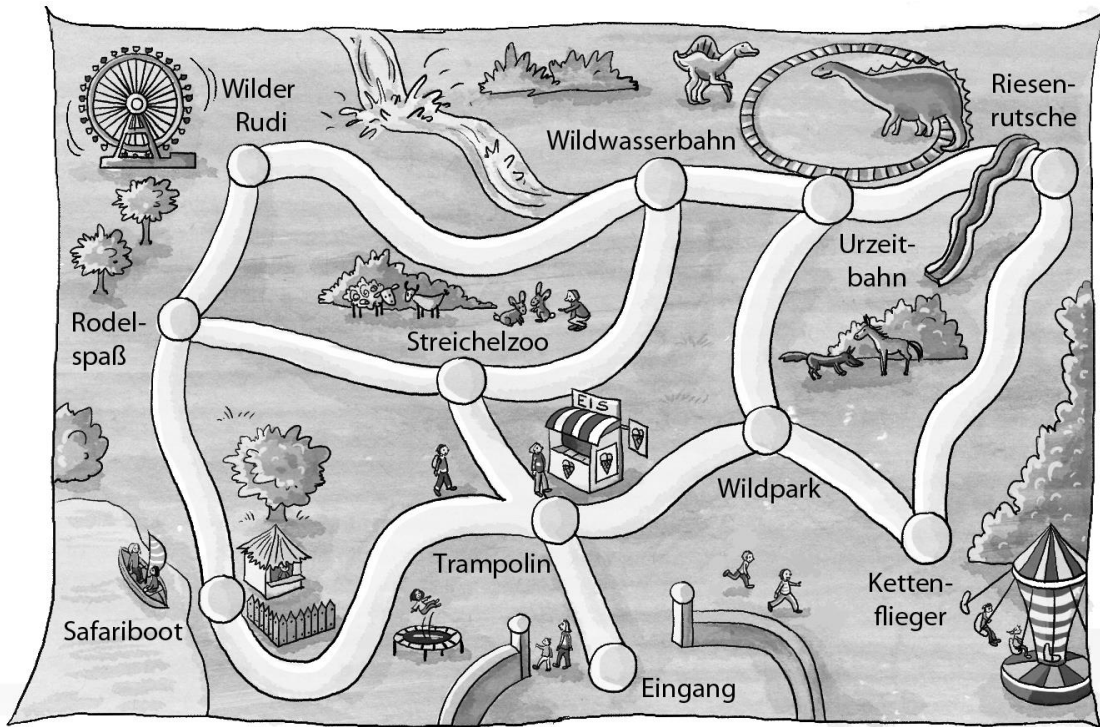 Wilder
Rudi
Wildwasserbahn
Riesen-
rutsche
Urzeit-
bahn
Rodel-
spaß
Streichelzoo
EIS
Wildpark
Trampolin
Ketten-
flieger
Safariboot
Eingang